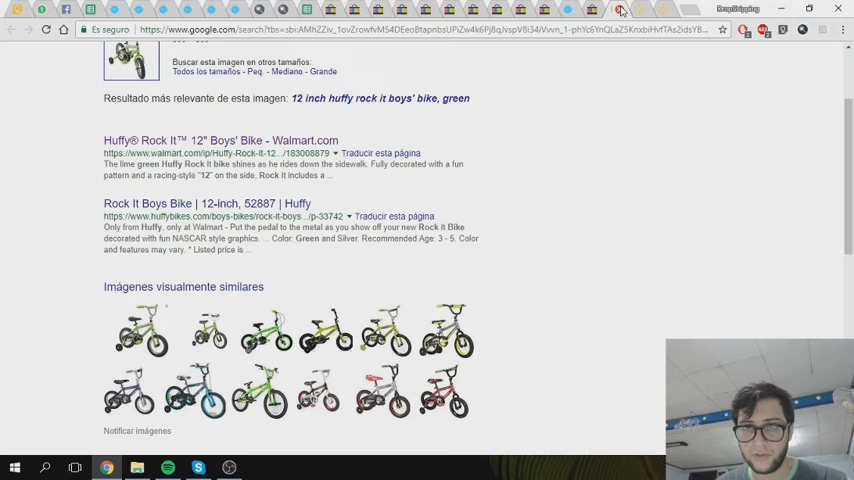 DropShipping
Es seguro
https://www.google.com/search?tbs=sbi:
Buscar esta imagen en otros tamaños:
Todos los tamaños - Peq. - Mediano - Grande
Resultado más relevante de esta imagen: 12 inch huffy rock it boys' bike, green
Huffy® Rock It™ 12" Boys' Bike - Walmart.com
https://www.walmart.com/ip/Huffy-Rock-It-12.../183008879 ▼ Traducir esta página
The lime green Huffy Rock It bike shines as he rides down the sidewalk. Fully decorated with a fun
pattern and a racing-style "12" on the side, Rock It includes a ...
Rock It Boys Bike | 12-inch, 52887 | Huffy
https://www.huffybikes.com/boys-bikes/rock-it-boys.../p-33742 ▼ Traducir esta página
Only from Huffy, only at Walmart - Put the pedal to the metal as you show off your new Rock It Bike
decorated with fun NASCAR style graphics. ... Color: Green and Silver. Recommended Age: 3 - 5. Color
and features may vary. * Listed price is ...
Imágenes visualmente similares
Notificar imágenes